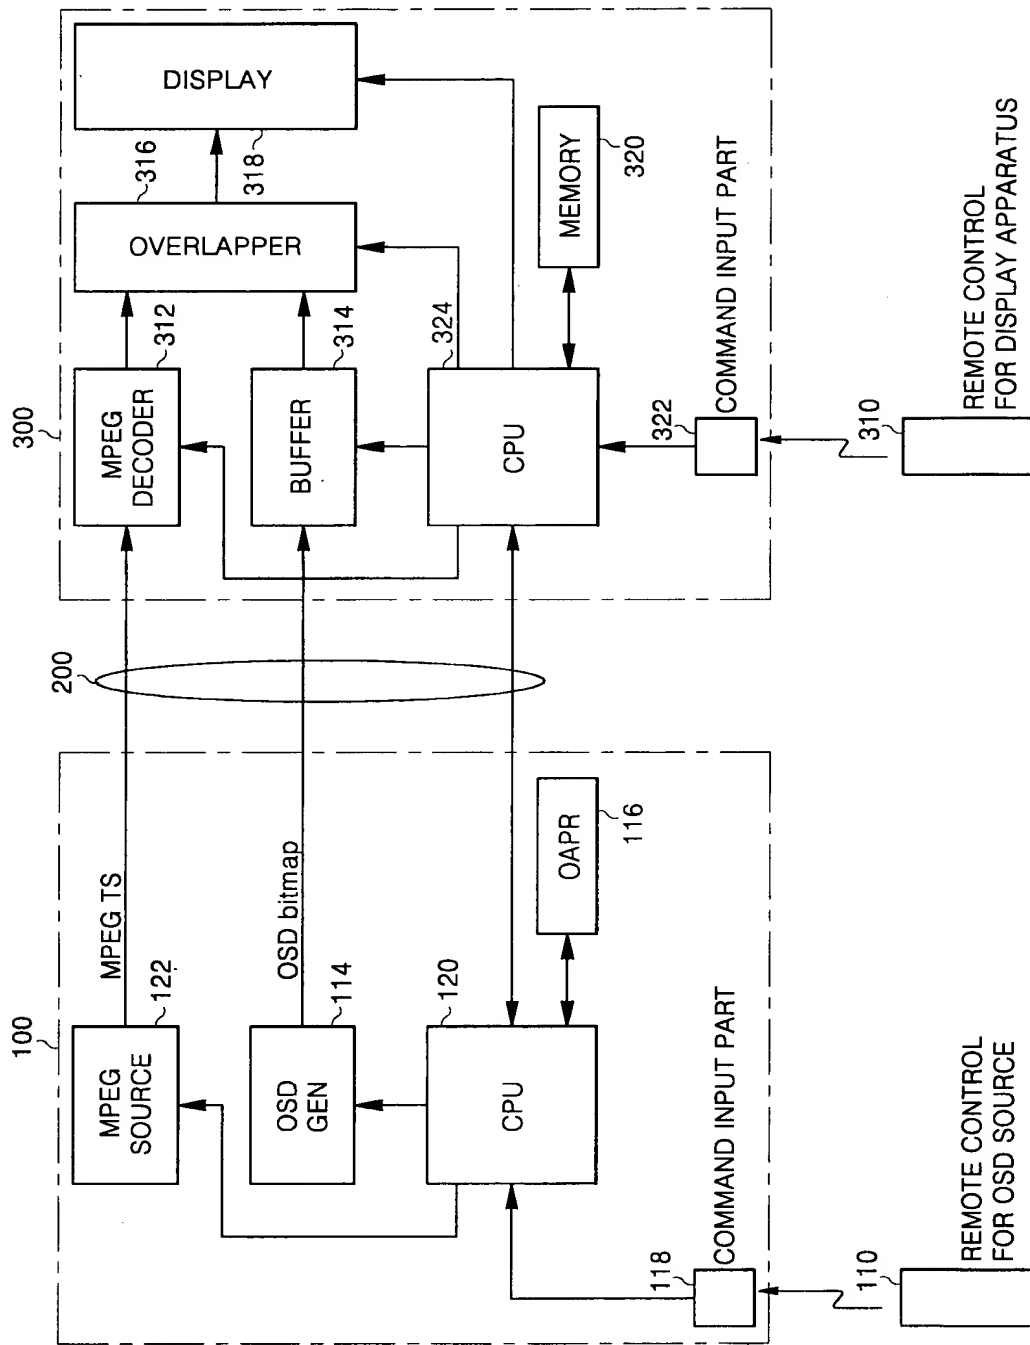 100
MPEG
SOURCE
122
MPEG TS
OSD
GEN
114
OSD bitmap
CPU
120
OAPR
116
118
COMMAND INPUT PART
110
REMOTE CONTROL
FOR OSD SOURCE
200
300
MPEG
DECODER
312
BUFFER
314
OVERLAPPER
316
DISPLAY
318
CPU
324
MEMORY
320
322
COMMAND INPUT PART
310
REMOTE CONTROL
FOR DISPLAY APPARATUS